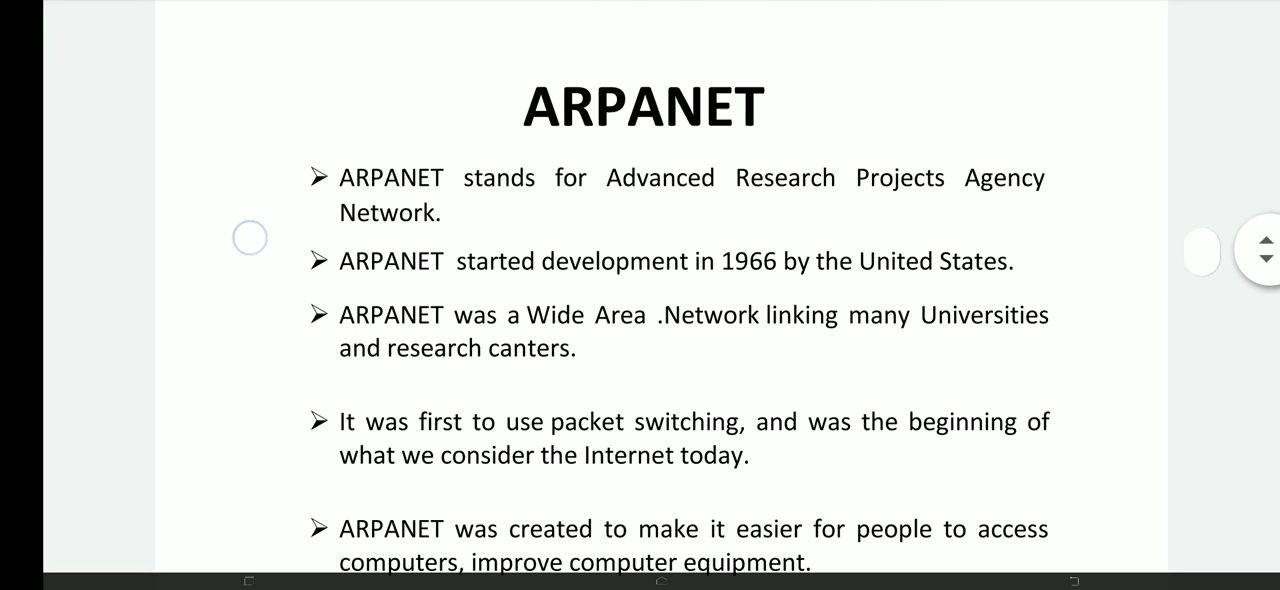 ARPANET
➢ ARPANET stands for Advanced Research Projects Agency
Network.
➢ ARPANET started development in 1966 by the United States.
➢ ARPANET was a Wide Area .Network linking many Universities
and research canters.
➢ It was first to use packet switching, and was the beginning of
what we consider the Internet today.
➢ ARPANET was created to make it easier for people to access
computers, improve computer equipment.